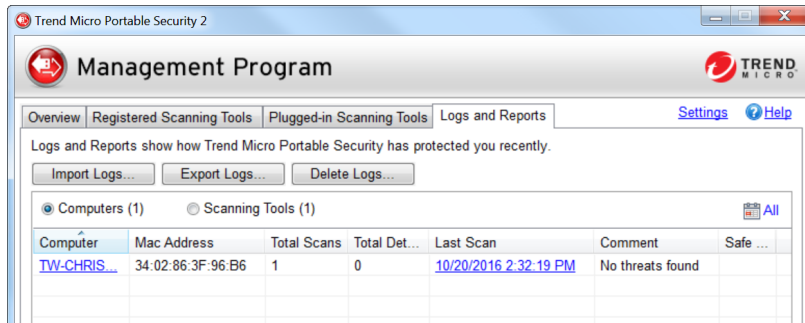 Trend Micro Portable Security 2
Management Program
TREND
MICRO
Overview Registered Scanning Tools Plugged-in Scanning Tools Logs and Reports Settings Help
Logs and Reports show how Trend Micro Portable Security has protected you recently.
Import Logs... Export Logs... Delete Logs...
Computers (1) Scanning Tools (1) All
Computer Mac Address Total Scans Total Det... Last Scan Comment Safe ...
TW-CHRIS... 34:02:86:3F:96:B6 1 0 10/20/2016 2:32:19 PM No threats found